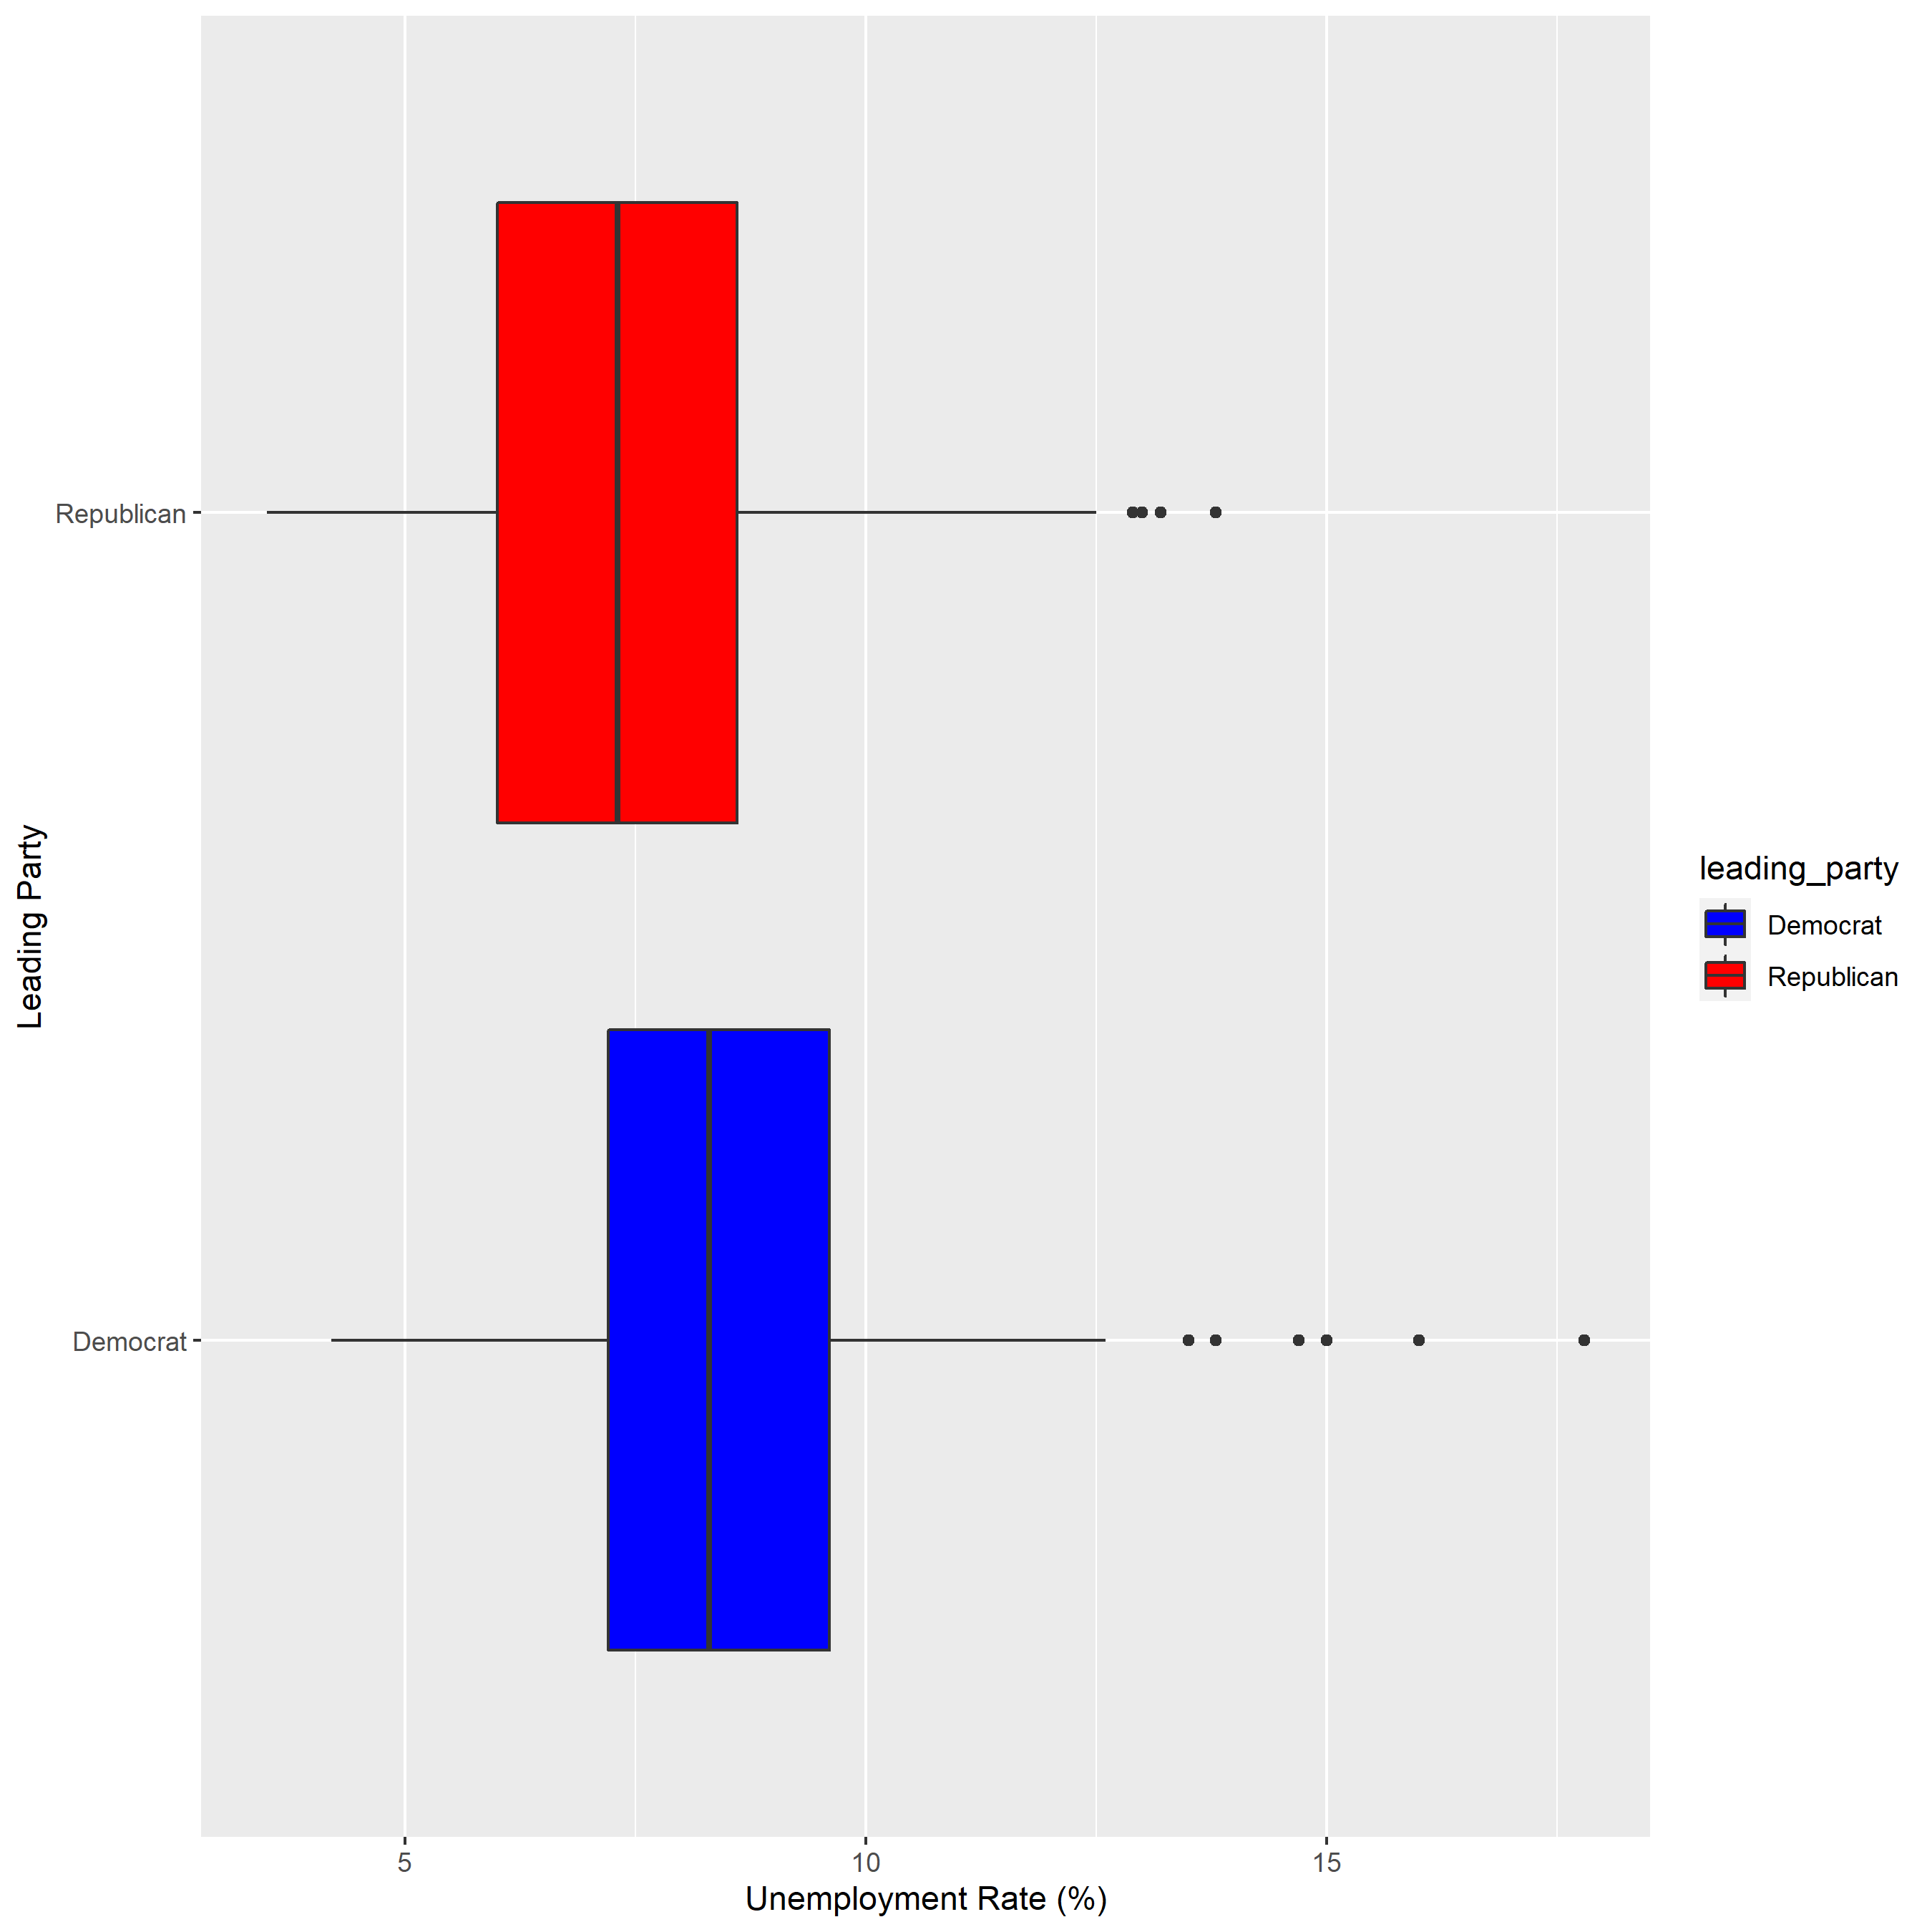 Republican
Democrat
Leading Party
5
10
15
Unemployment Rate (%)
leading_party
Democrat
Republican